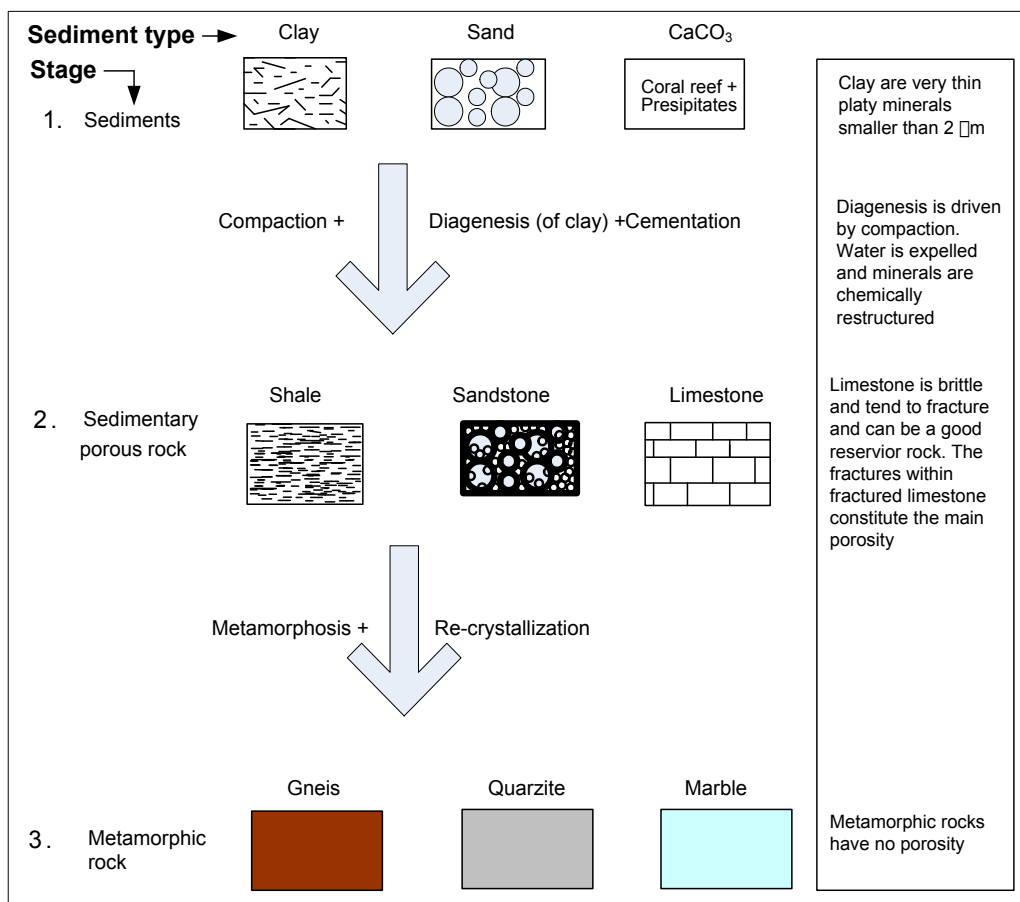 Sediment type
Clay
Sand
CaCO₃
Stage
1. Sediments
Coral reef +
Presipitates
Clay are very thin
platy minerals
smaller than 2 □m
Compaction +
Diagenesis (of clay) +Cementation
Diagenesis is driven
by compaction.
Water is expelled
and minerals are
chemically
restructured
Shale
Sandstone
Limestone
2. Sedimentary
porous rock
Limestone is brittle
and tend to fracture
and can be a good
reservior rock. The
fractures within
fractured limestone
constitute the main
porosity
Metamorphosis +
Re-crystallization
Gneis
Quarzite
Marble
3. Metamorphic
rock
Metamorphic rocks
have no porosity